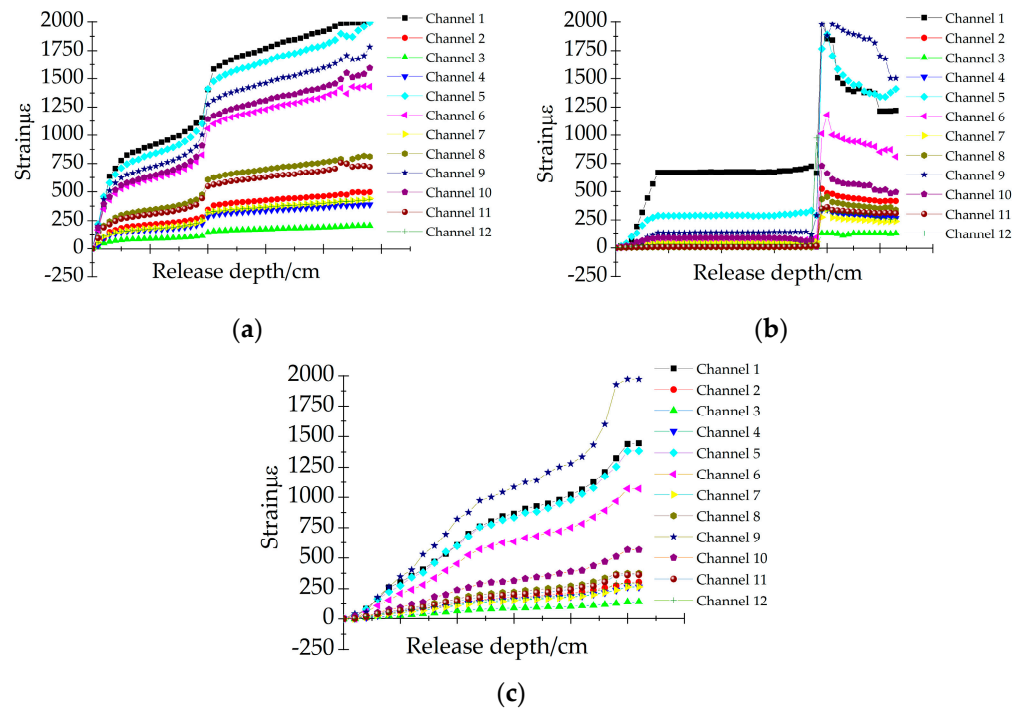 2000
1750
1500
1250
1000
750
500
250
0
-250
Strainμε
Release depth/cm
Channel 1
Channel 2
Channel 3
Channel 4
Channel 5
Channel 6
Channel 7
Channel 8
Channel 9
Channel 10
Channel 11
Channel 12
(a)
2000
1750
1500
1250
1000
750
500
250
0
-250
Strainμε
Release depth/cm
Channel 1
Channel 2
Channel 3
Channel 4
Channel 5
Channel 6
Channel 7
Channel 8
Channel 9
Channel 10
Channel 11
Channel 12
(b)
2000
1750
1500
1250
1000
750
500
250
0
-250
Strainμε
Release depth/cm
Channel 1
Channel 2
Channel 3
Channel 4
Channel 5
Channel 6
Channel 7
Channel 8
Channel 9
Channel 10
Channel 11
Channel 12
(c)